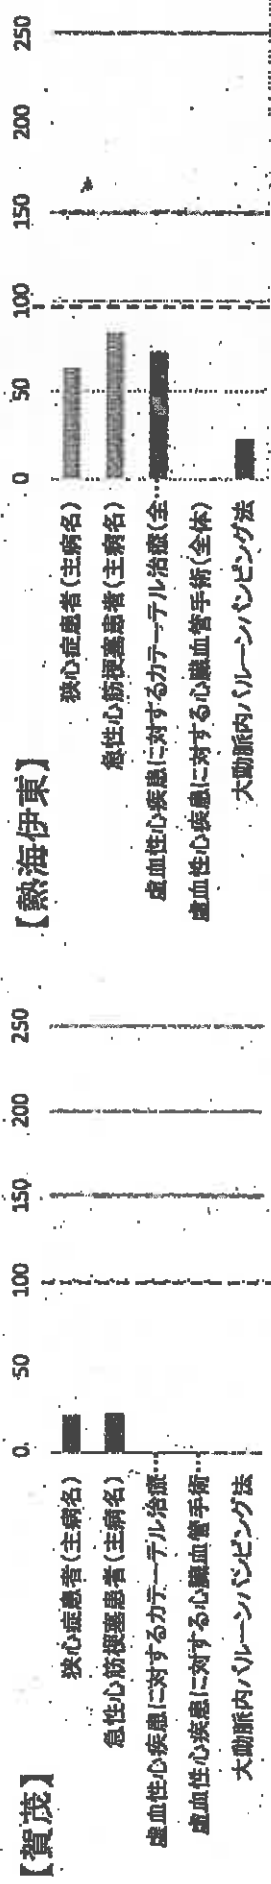 【賀茂】
0 50 100 150 200 250
狭心症患者(主病名)
急性心筋梗塞患者(主病名)
虚血性心疾患に対するカテーテル治療…
虚血性心疾患に対する心臓血管手術…
大動脈内バルーンパンピング法
【熱海伊東】
0 50 100 150 200 250
狭心症患者(主病名)
急性心筋梗塞患者(主病名)
虚血性心疾患に対するカテーテル治療(全…
虚血性心疾患に対する心臓血管手術(全体)
大動脈内バルーンパンピング法